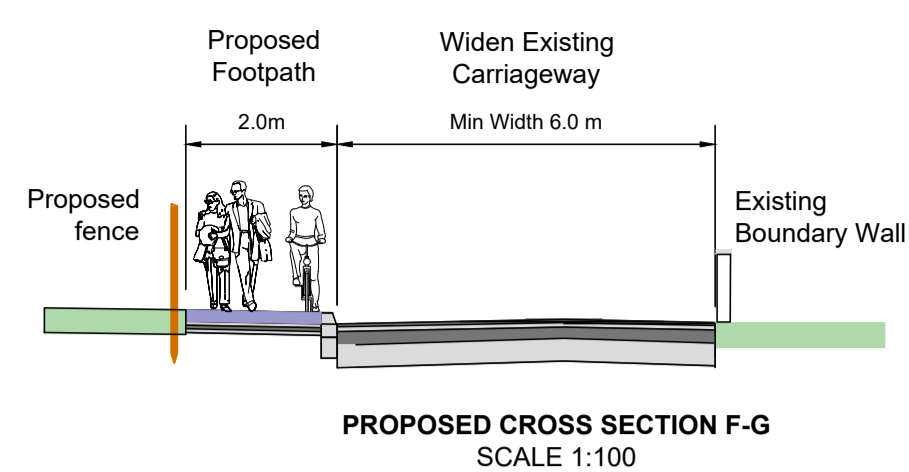 Proposed
Footpath
Widen Existing
Carriageway
2.0m
Min Width 6.0 m
Proposed
fence
Existing
Boundary Wall
PROPOSED CROSS SECTION F-G
SCALE 1:100